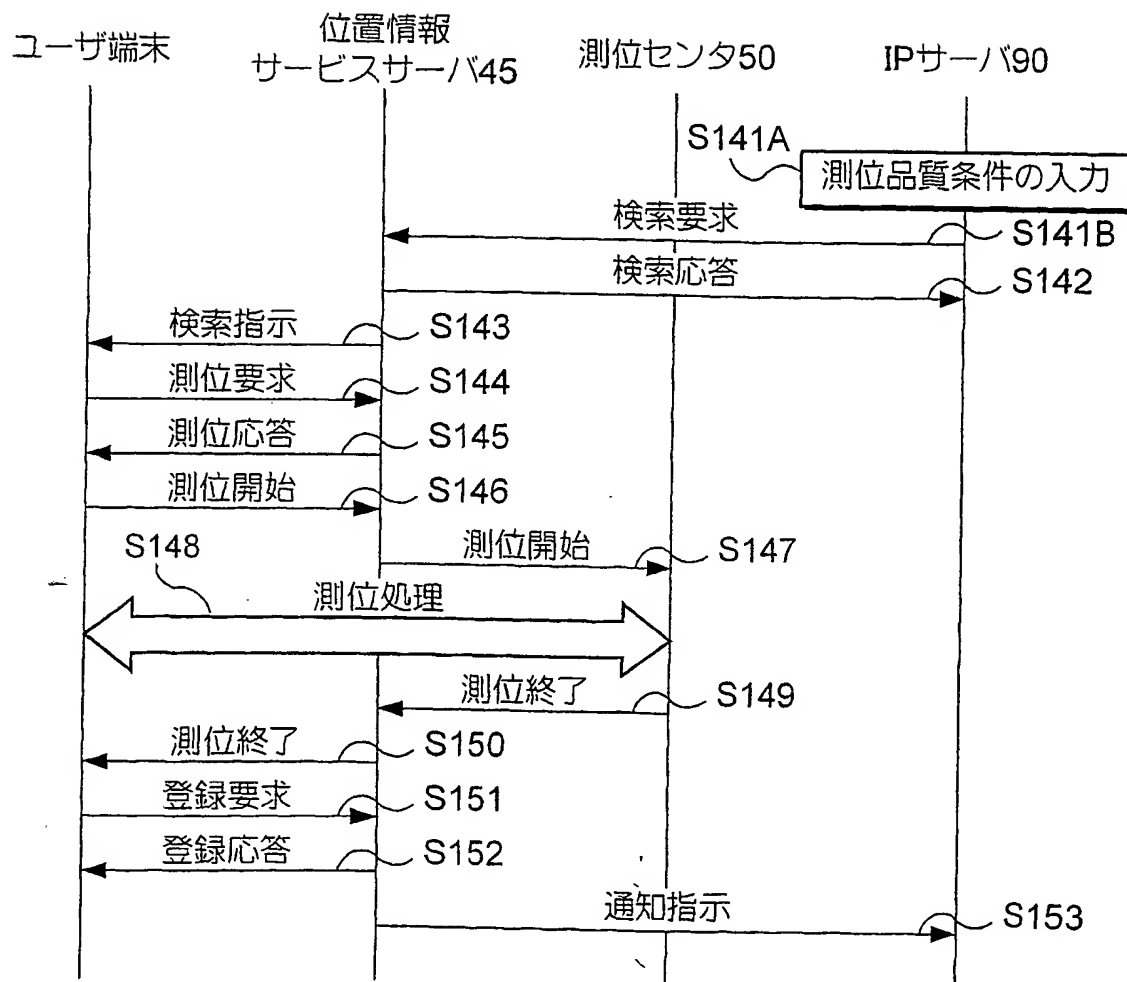 ユーザ端末
位置情報
サービスサーバ45
測位センタ50
IPサーバ90
S141A
測位品質条件の入力
検索要求
S141B
検索応答
S142
検索指示
S143
測位要求
S144
測位応答
S145
測位開始
S146
測位開始
S147
S148
測位処理
測位終了
S149
測位終了
S150
登録要求
S151
登録応答
S152
通知指示
S153